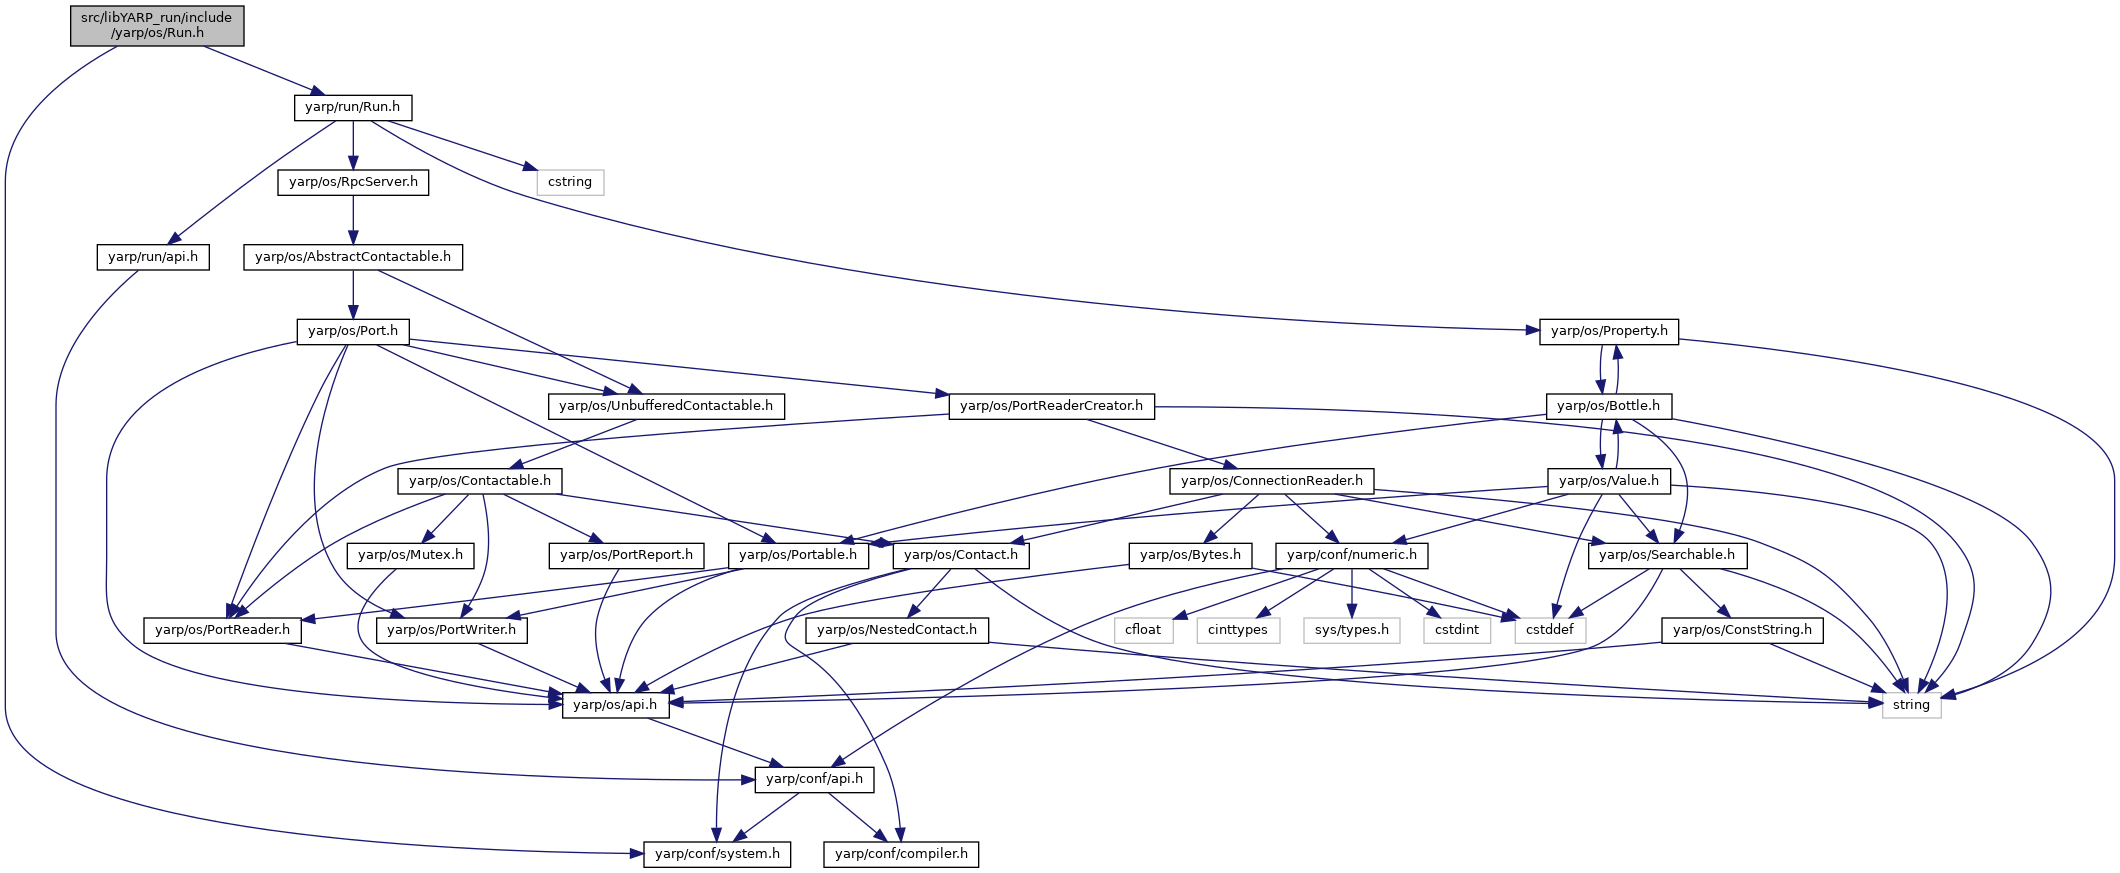 src/libYARP_run/include
/yarp/os/Run.h
yarp/run/Run.h
yarp/os/RpcServer.h
cstring
yarp/run/api.h
yarp/os/AbstractContactable.h
yarp/os/Port.h
yarp/os/Property.h
yarp/os/UnbufferedContactable.h
yarp/os/PortReaderCreator.h
yarp/os/Bottle.h
yarp/os/Contactable.h
yarp/os/ConnectionReader.h
yarp/os/Value.h
yarp/os/Mutex.h
yarp/os/PortReport.h
yarp/os/Portable.h
yarp/os/Contact.h
yarp/os/Bytes.h
yarp/conf/numeric.h
yarp/os/Searchable.h
yarp/os/PortReader.h
yarp/os/PortWriter.h
yarp/os/NestedContact.h
cfloat
cinttypes
sys/types.h
cstdint
cstddef
yarp/os/ConstString.h
yarp/os/api.h
string
yarp/conf/api.h
yarp/conf/system.h
yarp/conf/compiler.h